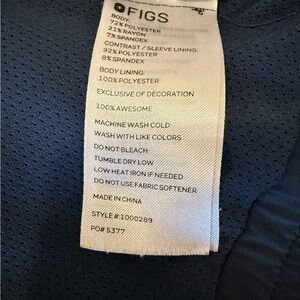 FIGS
BODY:
72% POLYESTER
21% RAYON
7% SPANDEX
CONTRAST / SLEEVE LINING:
92% POLYESTER
8% SPANDEX
BODY LINING:
100% POLYESTER
EXCLUSIVE OF DECORATION
100% AWESOME
MACHINE WASH COLD
WASH WITH LIKE COLORS
DO NOT BLEACH
TUMBLE DRY LOW
LOW HEAT IRON IF NEEDED
DO NOT USE FABRIC SOFTENER
MADE IN CHINA
STYLE #: 1000289
PO# 5377